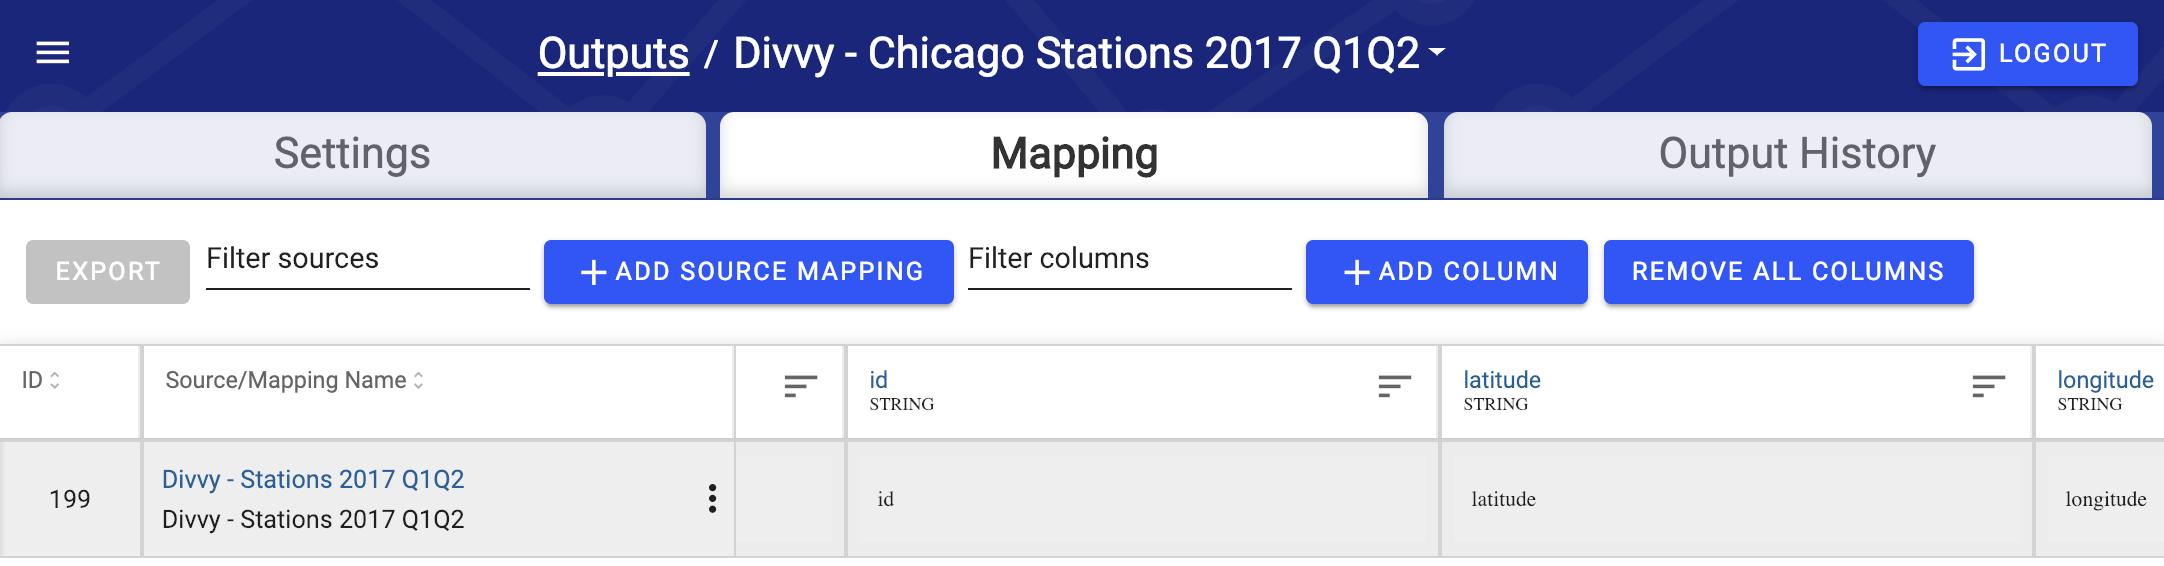 Outputs / Divvy - Chicago Stations 2017 Q1Q2
LOGOUT
Settings
Mapping
Output History
EXPORT
Filter sources
ADD SOURCE MAPPING
Filter columns
ADD COLUMN
REMOVE ALL COLUMNS
ID
Source/Mapping Name
id
STRING
latitude
STRING
longitude
STRING
199
Divvy - Stations 2017 Q1Q2
Divvy - Stations 2017 Q1Q2
id
latitude
longitude